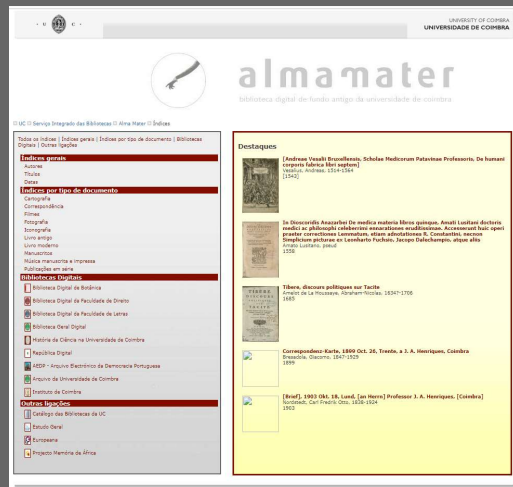 · U C ·
UNIVERSITY OF COIMBRA
UNIVERSIDADE DE COIMBRA
almamater
biblioteca digital de fundo antigo da universidade de coimbra
UC Serviço Integrado das Bibliotecas Alma Mater Índices
Todos os índices | Índices gerais | Índices por tipo de documento | Bibliotecas
Digitais | Outras ligações
Índices gerais
Autores
Títulos
Datas
Índices por tipo de documento
Cartografia
Correspondência
Filmes
Fotografia
Iconografia
Livro antigo
Livro moderno
Manuscritos
Música manuscrita e impressa
Publicações em série
Bibliotecas Digitais
Biblioteca Digital de Botânica
Biblioteca Digital da Faculdade de Direito
Biblioteca Digital da Faculdade de Letras
Biblioteca Geral Digital
História da Ciência na Universidade de Coimbra
República Digital
AEDP - Arquivo Electrónico da Democracia Portuguesa
Arquivo da Universidade de Coimbra
Instituto de Coimbra
Outras ligações
Catálogo das Bibliotecas da UC
Estudo Geral
Europeana
Projecto Memória de África
Destaques
[Andreae Vesalii Bruxellensis, Scholae Medicorum Patavinae Professoris, De humani
corporis fabrica libri septem]
Vesalius, Andreas, 1514-1564
[1543]
In Dioscoridis Anazarbei De medica materia libros quinque, Amati Lusitani doctoris
medici ac philosophi celeberrimi ennarationes eruditissimae. Accesserunt huic operi
praeter correctiones Lemmatum, etiam adnotationes R. Constantini, necnon
Simplicium picturae ex Leonharto Fuchsio, Jacopo Dalechampio, atque aliis
Amato Lusitano, pseud
1558
TIBERE
DISCOURS
Tibere, discours politiques sur Tacite
Amelot de La Houssaye, Abraham-Nicolas, 1634?-1706
1685
Correspondenz-Karte, 1899 Oct. 26, Trente, a J. A. Henriques, Coimbra
Bresadola, Giacomo, 1847-1929
1899
[Brief], 1903 Okt. 18, Lund, [an Herrn] Professor J. A. Henriques, [Coimbra]
Nordstedt, Carl Fredrik Otto, 1838-1924
1903